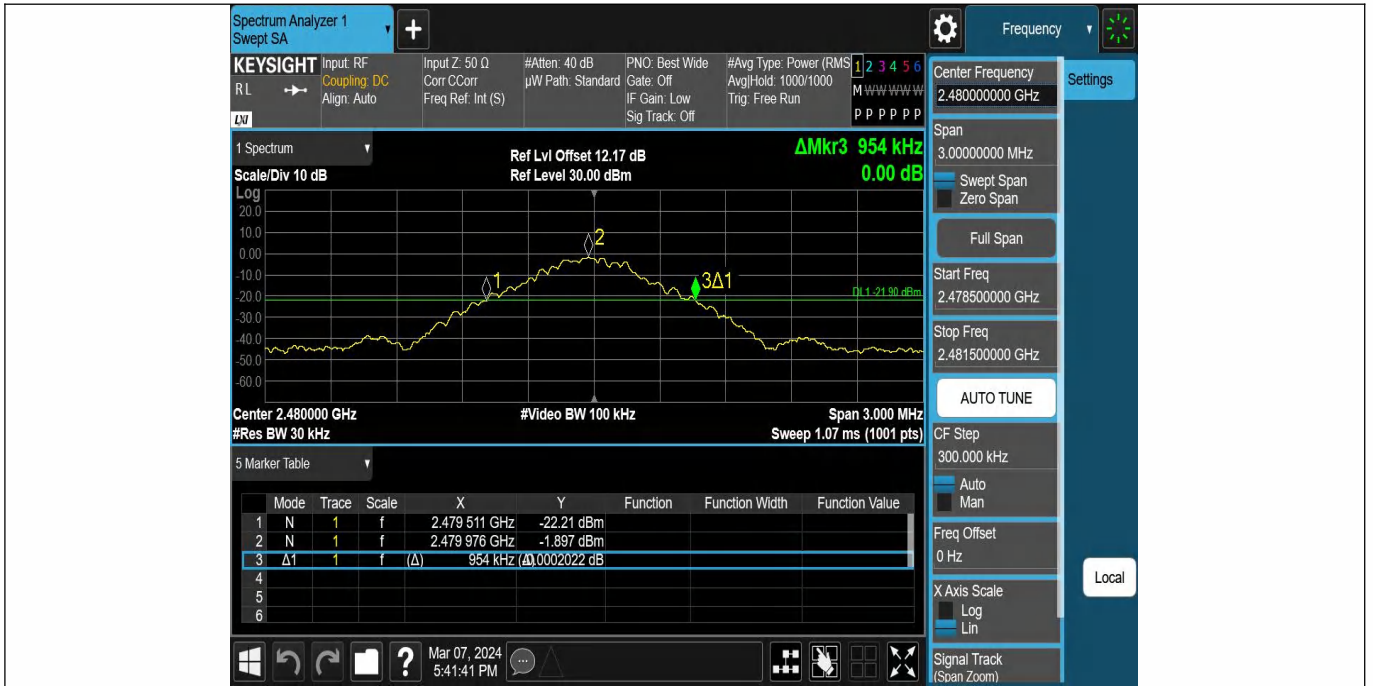 Spectrum Analyzer 1
Swept SA
+
Frequency
KEYSIGHT
RL
LXI
Input: RF
Coupling: DC
Align: Auto
Input Z: 50 Ω
Corr CCorr
Freq Ref: Int (S)
#Atten: 40 dB
µW Path: Standard
PNO: Best Wide
Gate: Off
IF Gain: Low
Sig Track: Off
#Avg Type: Power (RMS
Avg|Hold: 1000/1000
Trig: Free Run
1 2 3 4 5 6
M W W W W W
P P P P P P
1 Spectrum
Scale/Div 10 dB
Ref Lvl Offset 12.17 dB
Ref Level 30.00 dBm
ΔMkr3 954 kHz
0.00 dB
Log
20.0
10.0
0.00
-10.0
-20.0
-30.0
-40.0
-50.0
-60.0
1
2
3Δ1
DL1 -21.90 dBm
Center 2.480000 GHz
#Video BW 100 kHz
Span 3.000 MHz
#Res BW 30 kHz
Sweep 1.07 ms (1001 pts)
5 Marker Table
Mode Trace Scale X Y Function Function Width Function Value
1 N 1 f 2.479 511 GHz -22.21 dBm
2 N 1 f 2.479 976 GHz -1.897 dBm
3 Δ1 1 f (Δ) 954 kHz (Δ) 0.0002022 dB
4
5
6
?
Mar 07, 2024
5:41:41 PM
Center Frequency
2.480000000 GHz
Settings
Span
3.00000000 MHz
Swept Span
Zero Span
Full Span
Start Freq
2.478500000 GHz
Stop Freq
2.481500000 GHz
AUTO TUNE
CF Step
300.000 kHz
Auto
Man
Freq Offset
0 Hz
X Axis Scale
Log
Lin
Signal Track
(Span Zoom)
Local